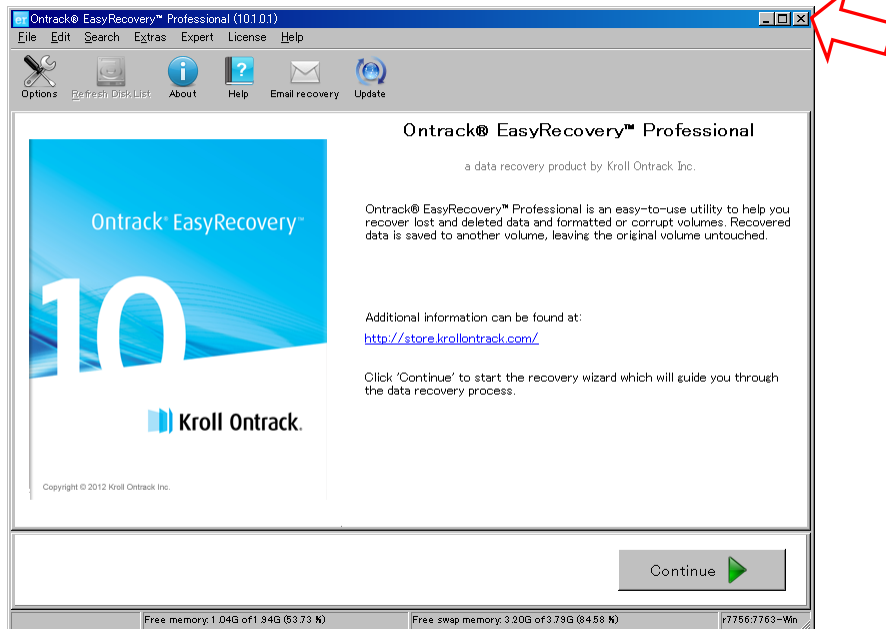 er Ontrack® EasyRecovery™ Professional (10.1.0.1)
File Edit Search Extras Expert License Help
Options Refresh Disk List About Help Email recovery Update
Ontrack® EasyRecovery™ Professional
a data recovery product by Kroll Ontrack Inc.
Ontrack® EasyRecovery™ Professional is an easy-to-use utility to help you
recover lost and deleted data and formatted or corrupt volumes. Recovered
data is saved to another volume, leaving the original volume untouched.
Additional information can be found at:
http://store.krollontrack.com/
Click 'Continue' to start the recovery wizard which will guide you through
the data recovery process.
Ontrack® EasyRecovery™
10
Kroll Ontrack.
Copyright © 2012 Kroll Ontrack Inc.
Continue
Free memory: 1.04G of1.94G (53.73 %) Free swap memory: 3.20G of3.79G (84.58 %) r7756:7763-Win